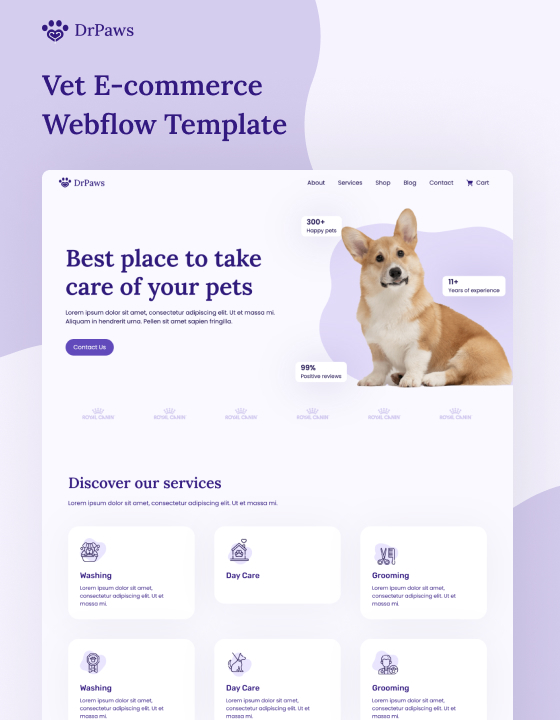 DrPaws
Vet E-commerce
Webflow Template
DrPaws
About Services Shop Blog Contact Cart
300+
Happy pets
Best place to take
care of your pets
11+
Years of experience
Lorem ipsum dolor sit amet, consectetur adipiscing elit. Ut et massa mi.
Aliquam in hendrerit urna. Pellen sit amet sapien fringilla.
Contact Us
99%
Positive reviews
ROYAL CANIN ROYAL CANIN ROYAL CANIN ROYAL CANIN ROYAL CANIN ROYAL CANIN
Discover our services
Lorem ipsum dolor sit amet, consectetur adipiscing elit. Ut et massa mi.
Washing
Lorem ipsum dolor sit amet,
consectetur adipiscing elit. Ut et
massa mi.
Day Care
Grooming
Lorem ipsum dolor sit amet,
consectetur adipiscing elit. Ut et
massa mi.
Washing
Lorem ipsum dolor sit amet,
consectetur adipiscing elit. Ut et
massa mi.
Day Care
Lorem ipsum dolor sit amet,
consectetur adipiscing elit. Ut et
massa mi.
Grooming
Lorem ipsum dolor sit amet,
consectetur adipiscing elit. Ut et
massa mi.